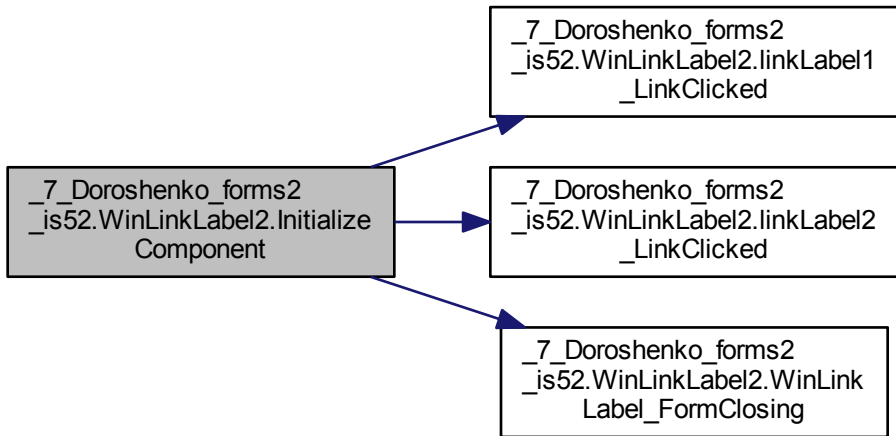 _7_Doroshenko_forms2
_is52.WinLinkLabel2.linkLabel1
_LinkClicked
_7_Doroshenko_forms2
_is52.WinLinkLabel2.Initialize
Component
_7_Doroshenko_forms2
_is52.WinLinkLabel2.linkLabel2
_LinkClicked
_7_Doroshenko_forms2
_is52.WinLinkLabel2.WinLink
Label_FormClosing